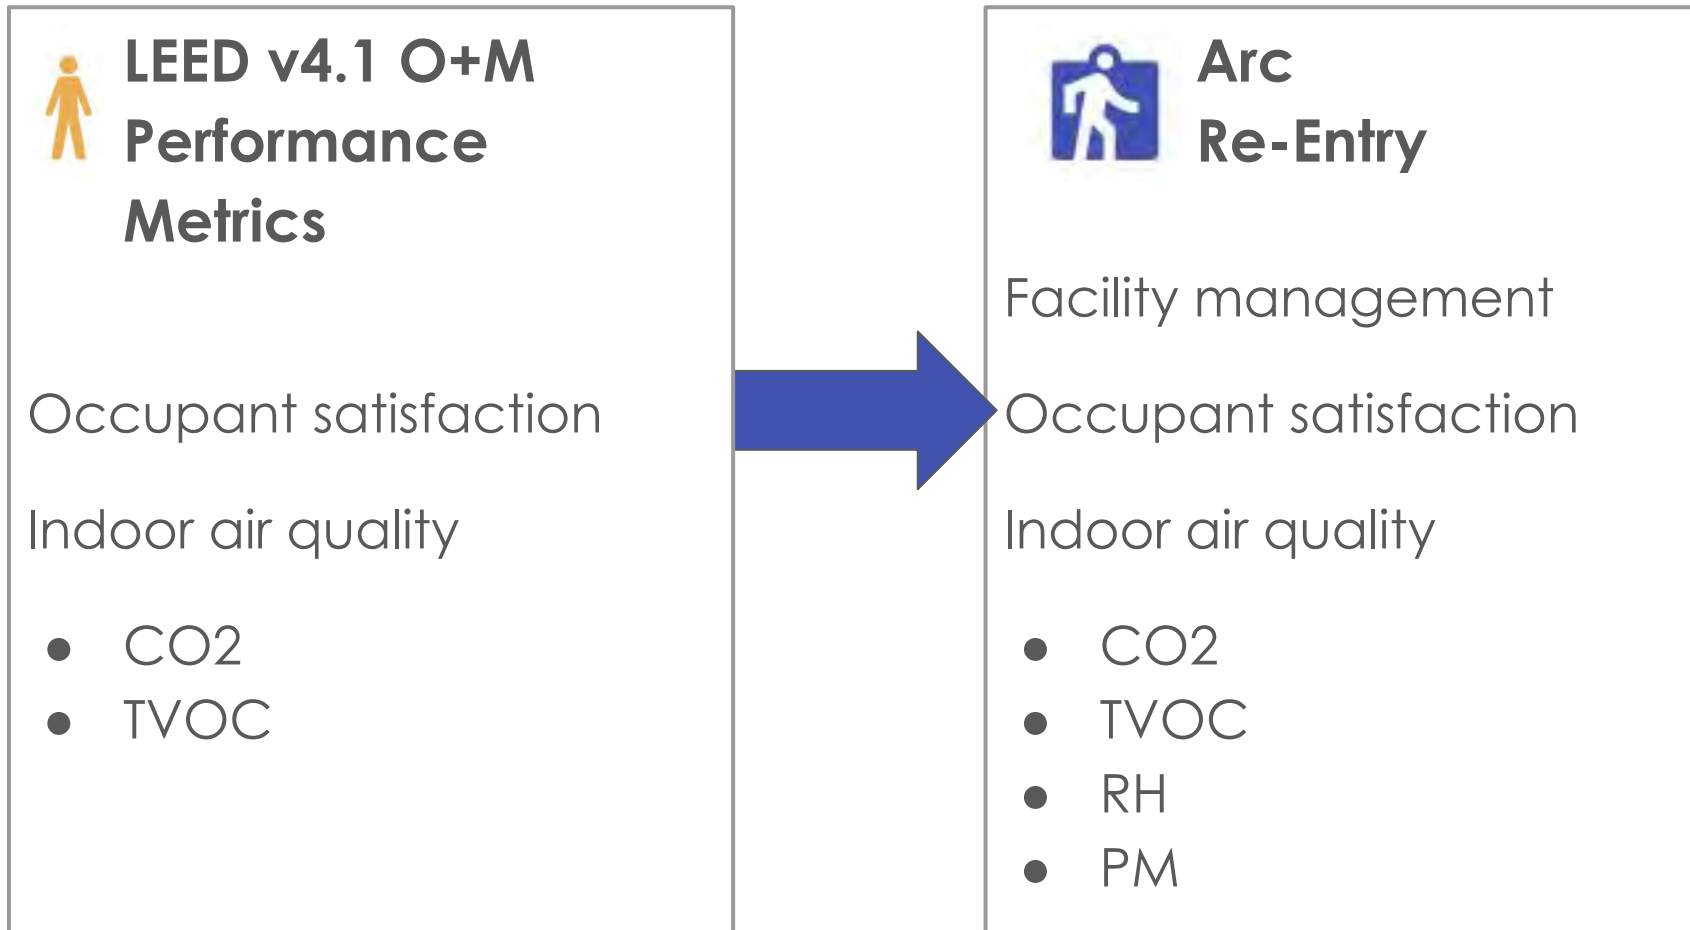 LEED v4.1 O+M
Performance
Metrics
Occupant satisfaction
Indoor air quality
● CO2
● TVOC
Arc
Re-Entry
Facility management
Occupant satisfaction
Indoor air quality
● CO2
● TVOC
● RH
● PM